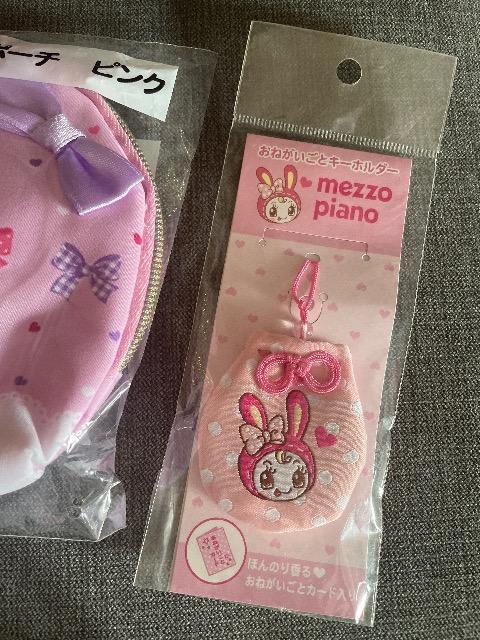 ポーチ ピンク
おねがいごとキーホルダー
mezzo
piano
ほんのり香る♥
おねがいごとカード入り